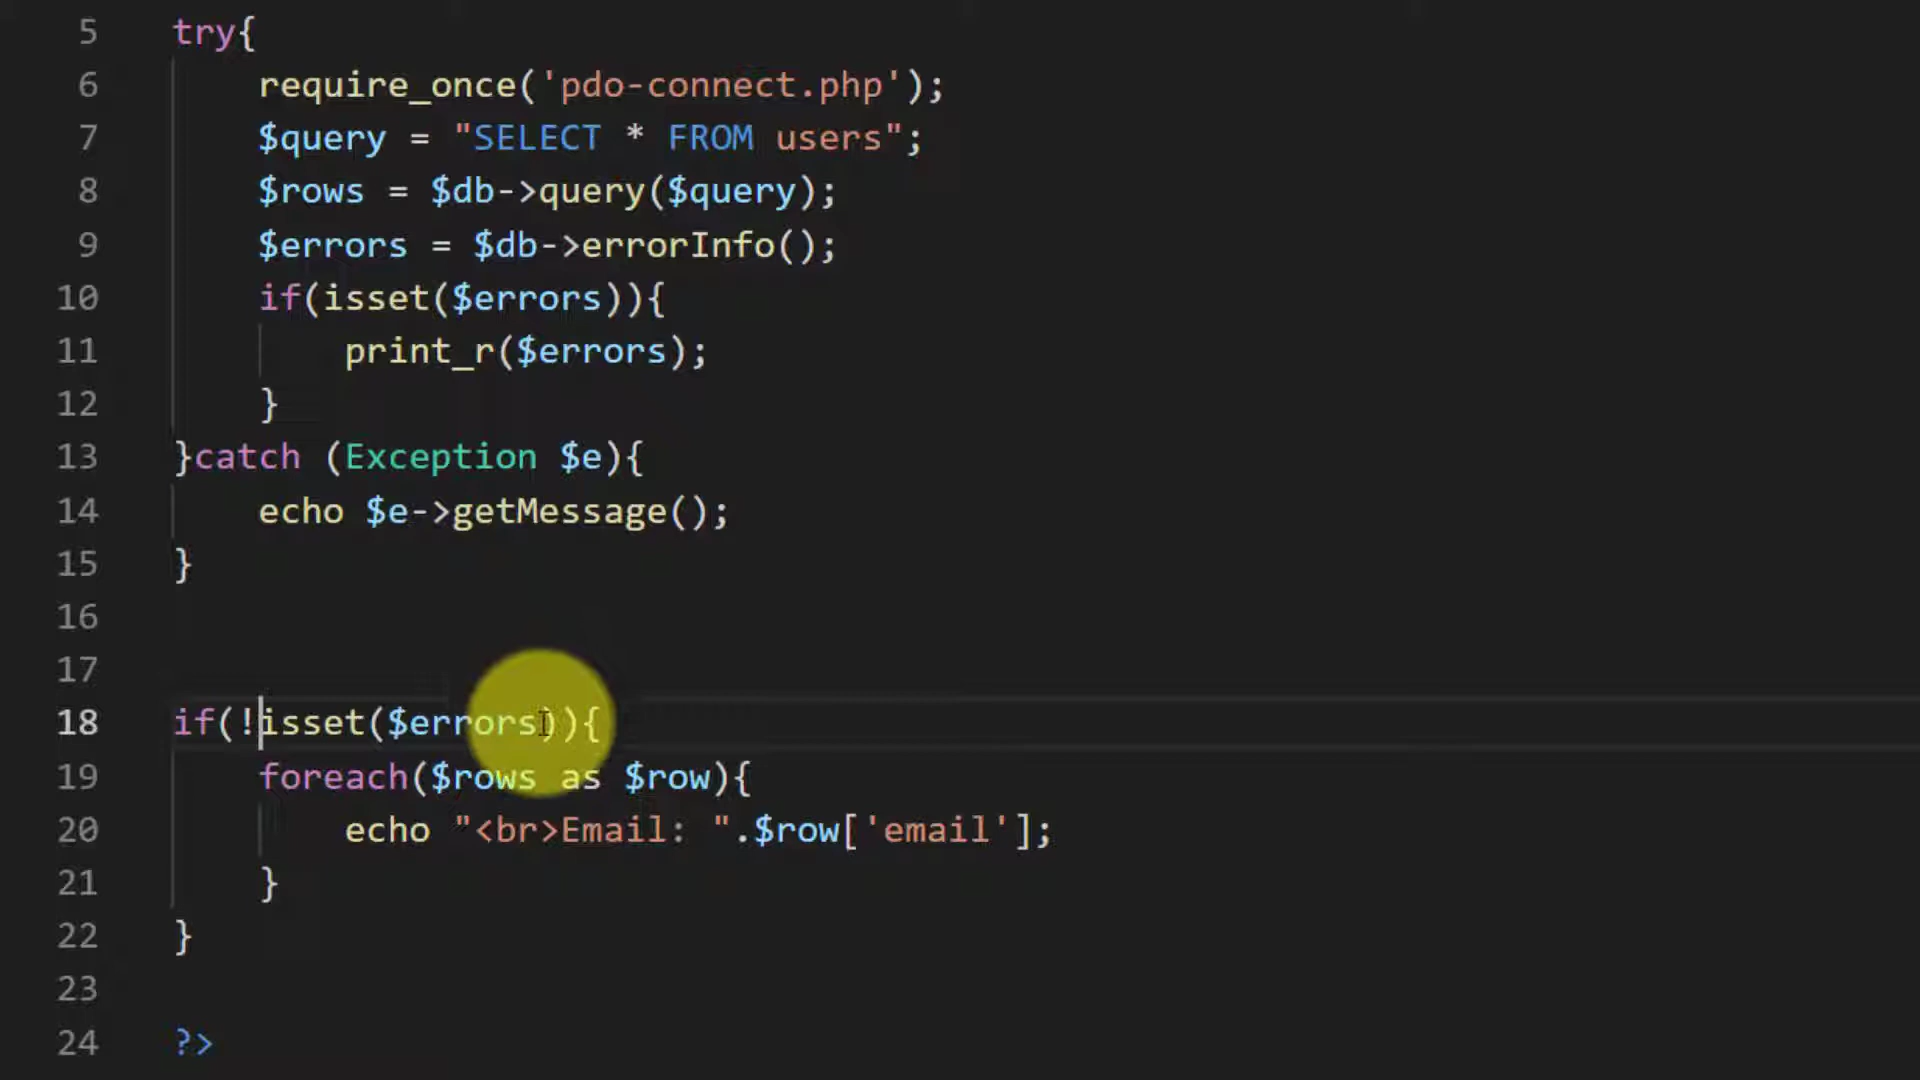 5 try{
6 require_once('pdo-connect.php');
7 $query = "SELECT * FROM users";
8 $rows = $db->query($query);
9 $errors = $db->errorInfo();
10 if(isset($errors)){
11 print_r($errors);
12 }
13 }catch (Exception $e){
14 echo $e->getMessage();
15 }
16
17
18 if(!isset($errors)){
19 foreach($rows as $row){
20 echo "<br>Email: ".$row['email'];
21 }
22 }
23
24 ?>